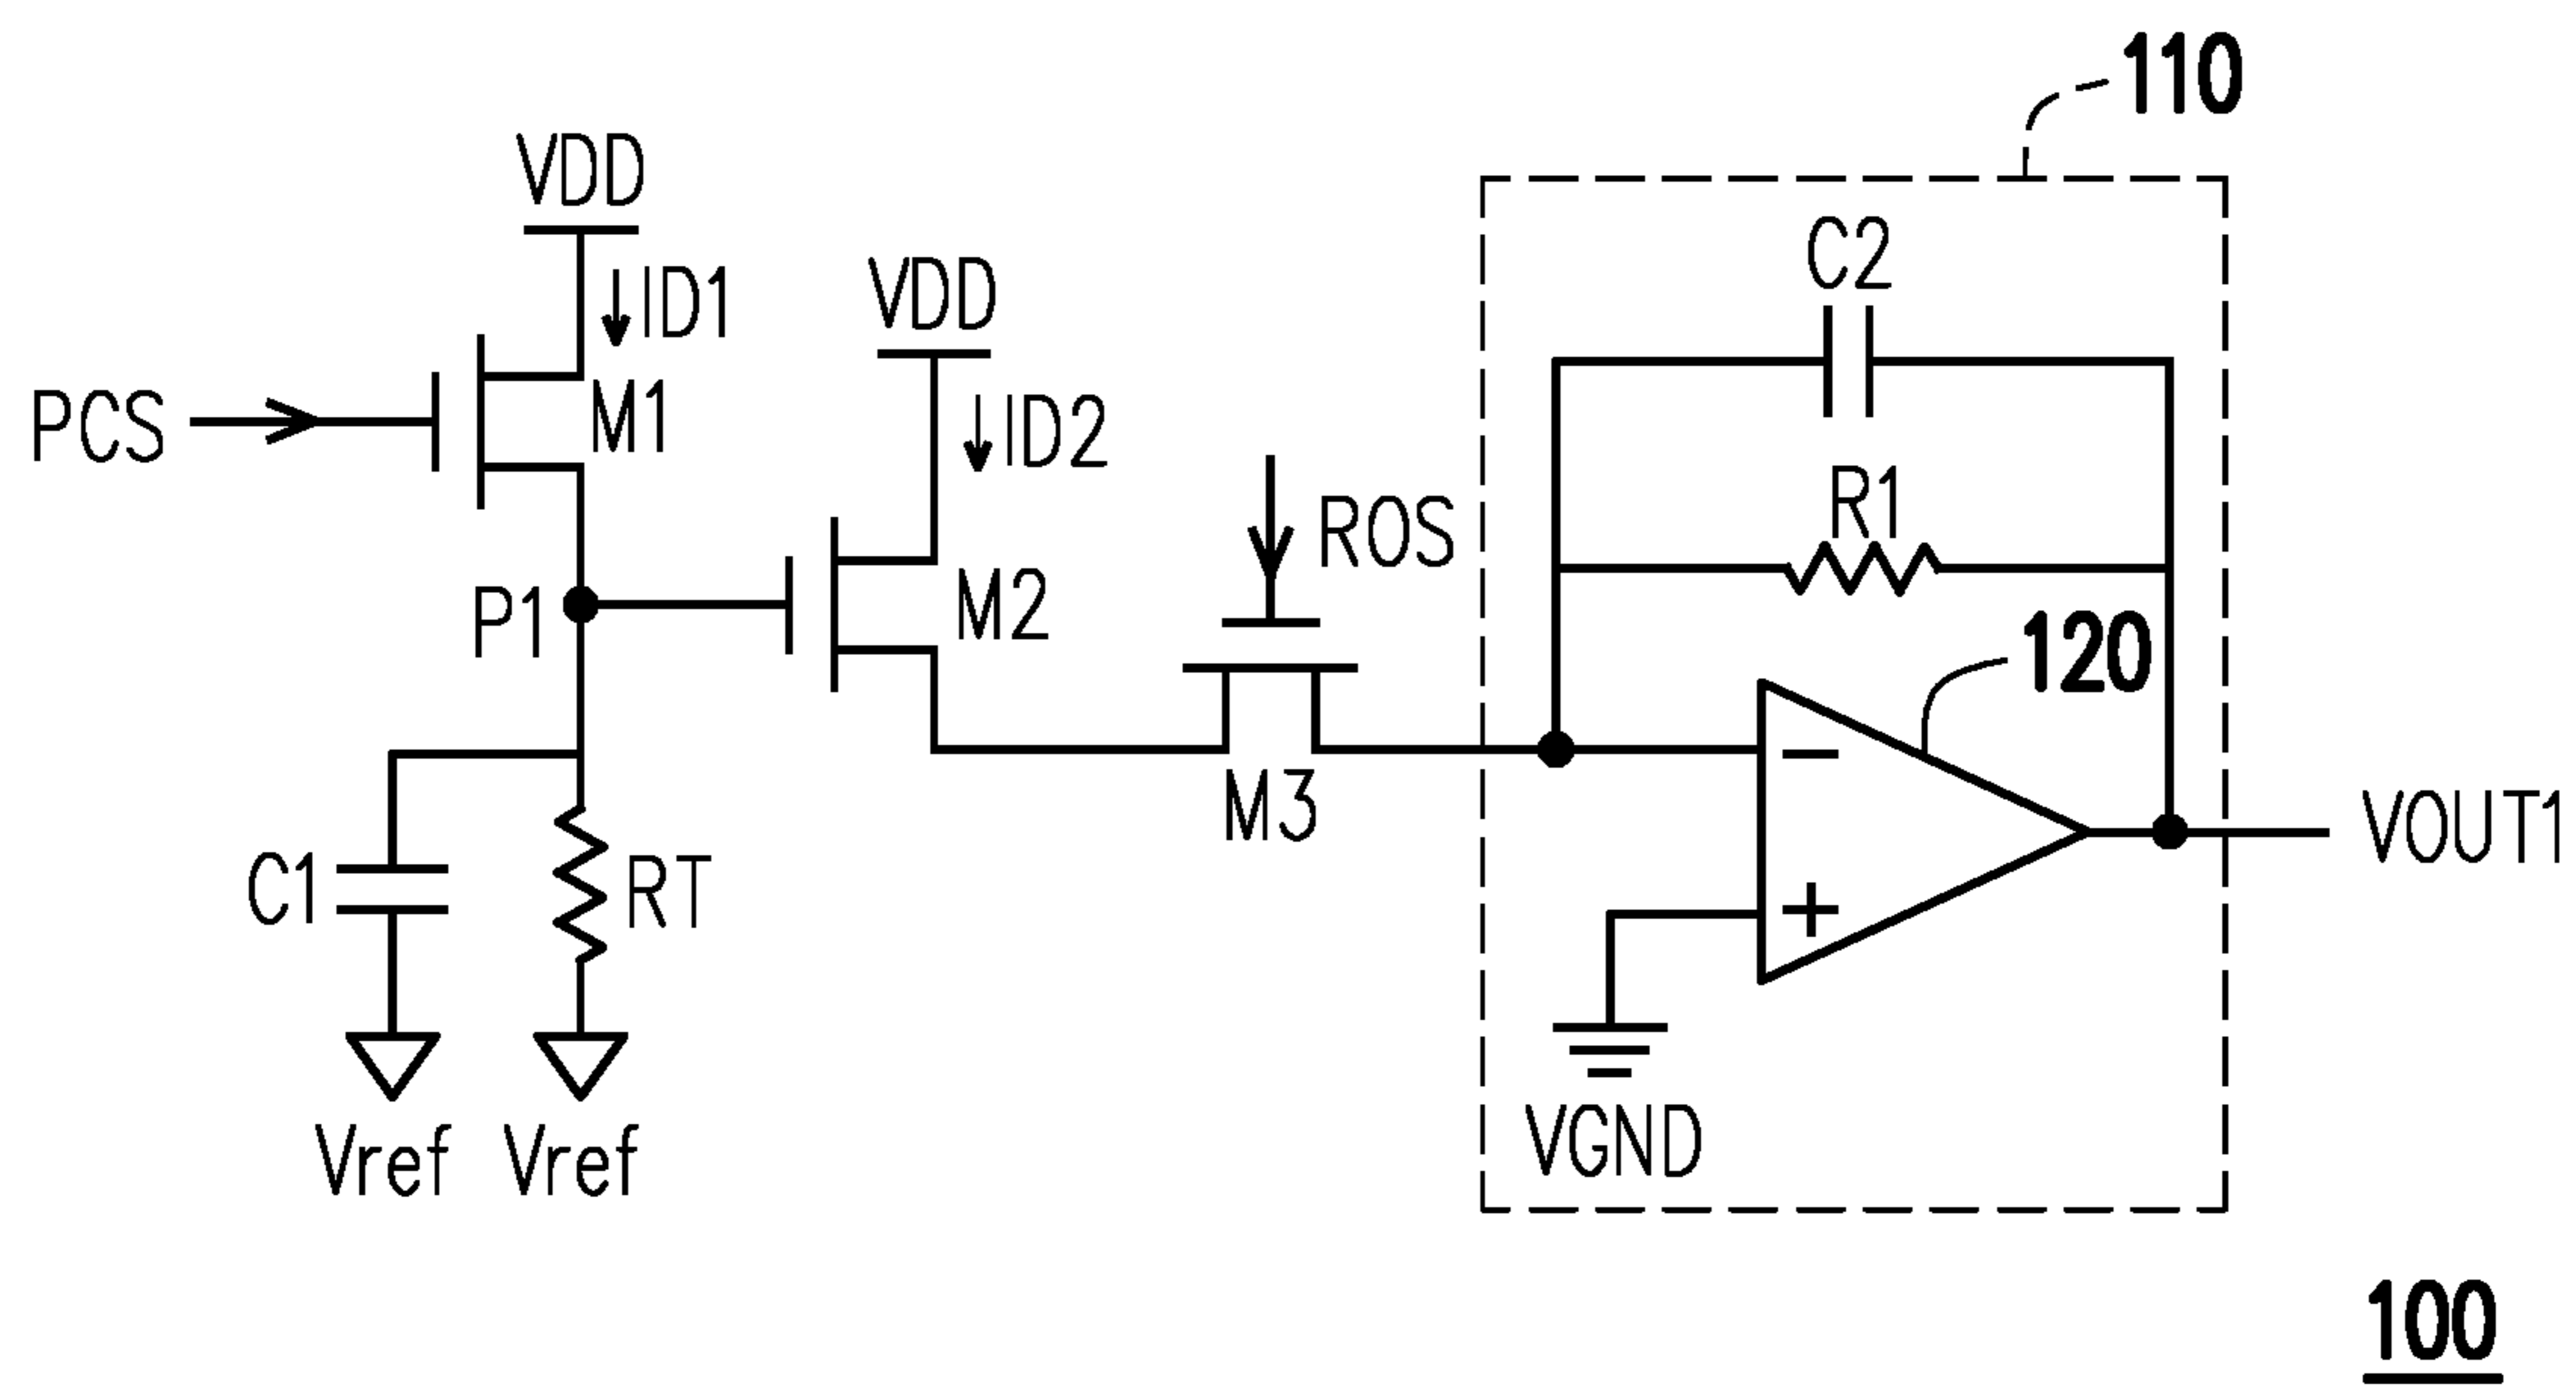 110
VDD
C2
ID1
VDD
PCS
M1
ID2
R1
ROS
P1
M2
120
M3
VOUT1
C1
RT
−
+
Vref
Vref
VGND
100